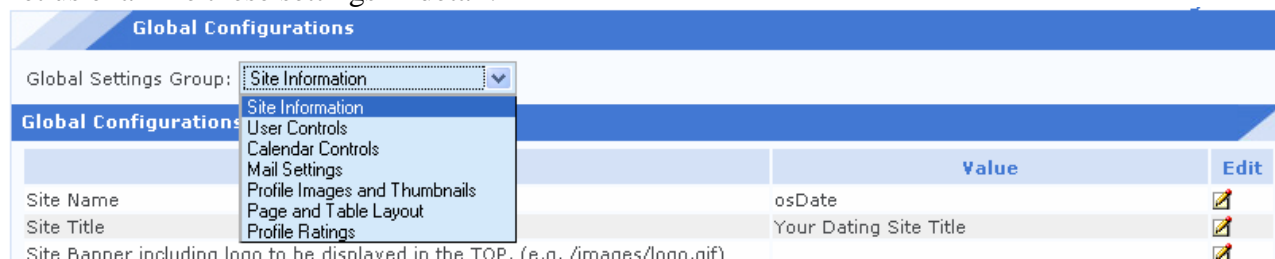 Global Configurations
Global Settings Group: Site Information
Site Information
User Controls
Calendar Controls
Mail Settings
Profile Images and Thumbnails
Page and Table Layout
Profile Ratings
Global Configurations
Value Edit
Site Name osDate
Site Title Your Dating Site Title
Site Banner including logo to be displayed in the TOP. (e.g. /images/logo.gif)